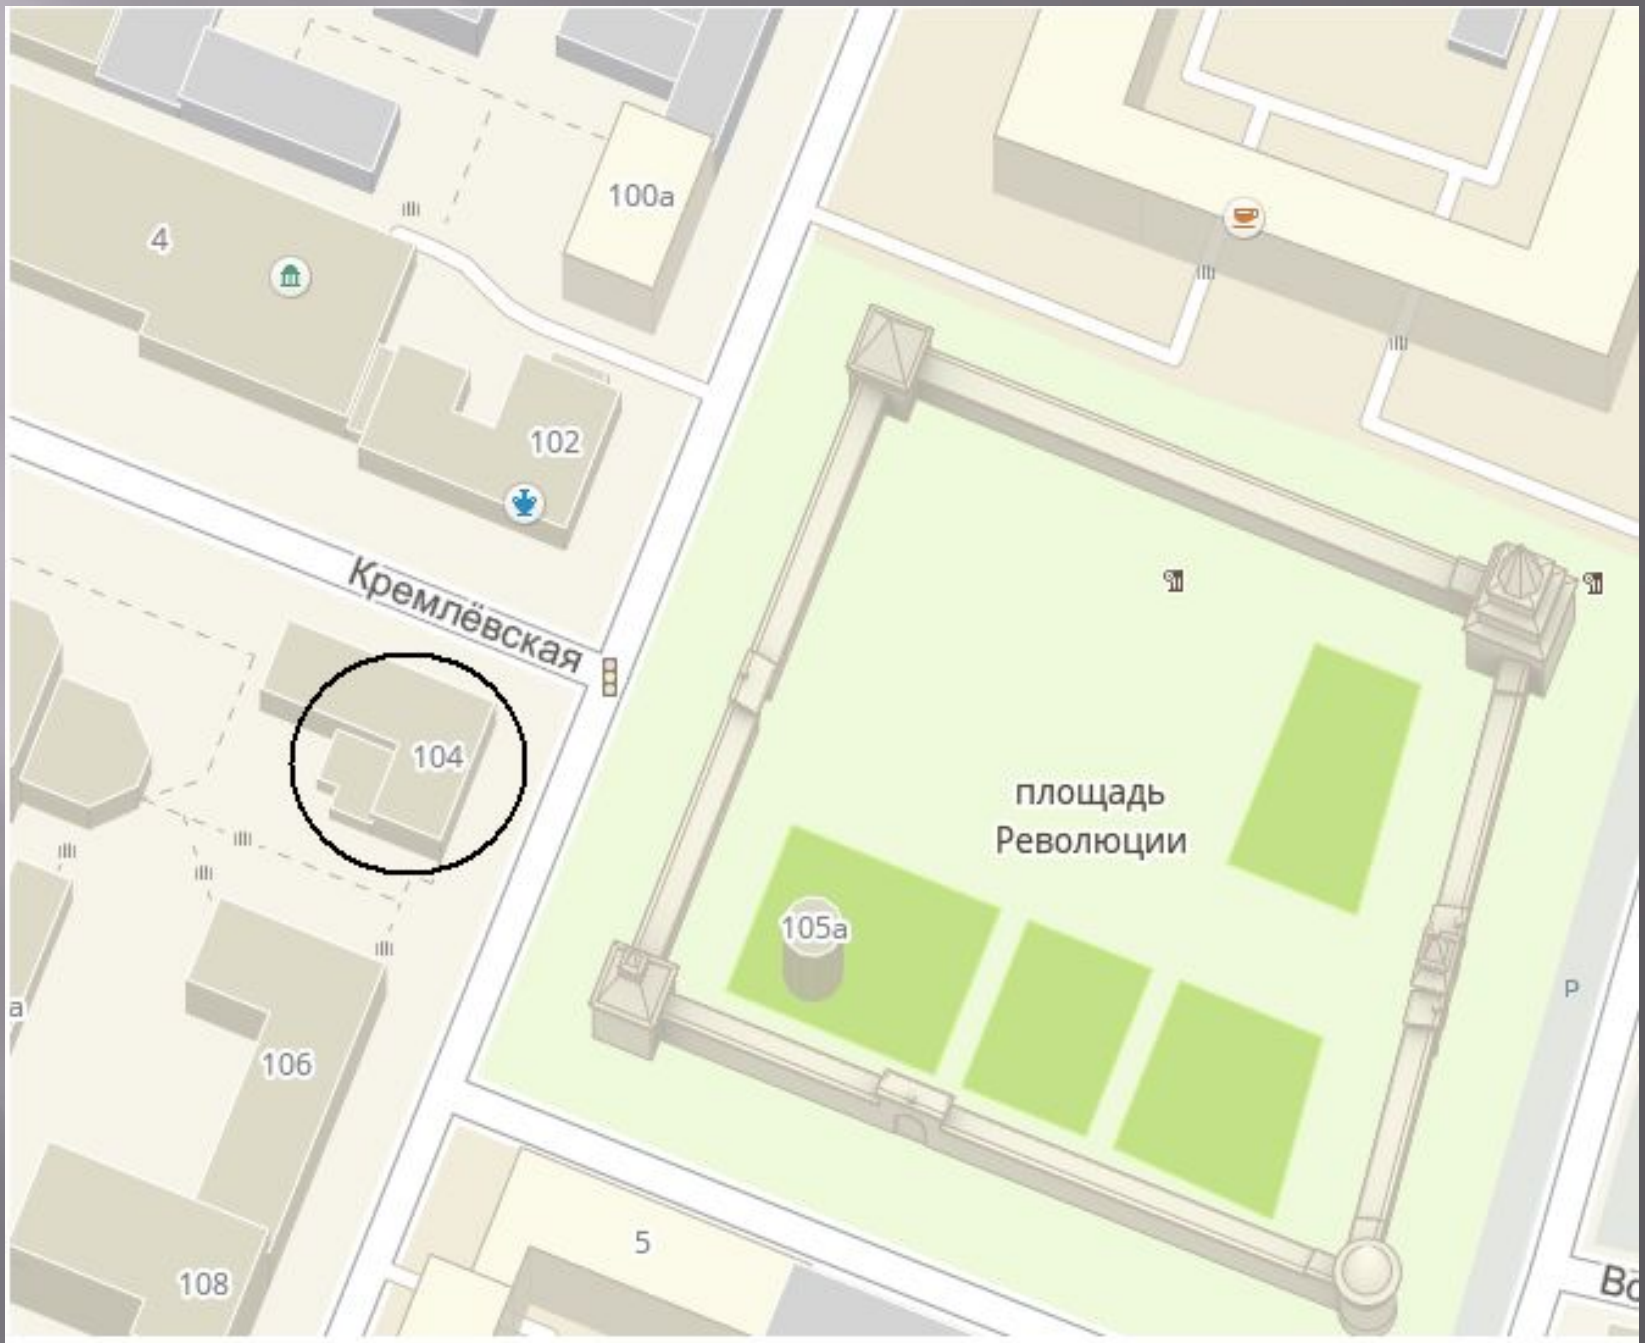 100а
4
102
Кремлёвская
104
площадь
Революции
105а
P
а
106
5
108
Во